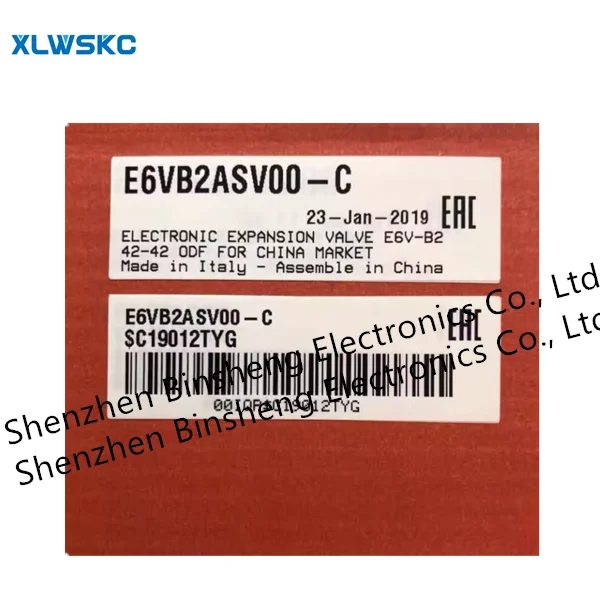 XLWSKC
E6VB2ASV00-C
23-Jan-2019 EAC
ELECTRONIC EXPANSION VALVE E6V-B2
42-42 ODF FOR CHINA MARKET
Made in Italy - Assemble in China
E6VB2ASV00-C
SC19012TYG
Shenzhen Binsheng Electronics Co., Ltd
Shenzhen Binsheng Electronics Co., Ltd